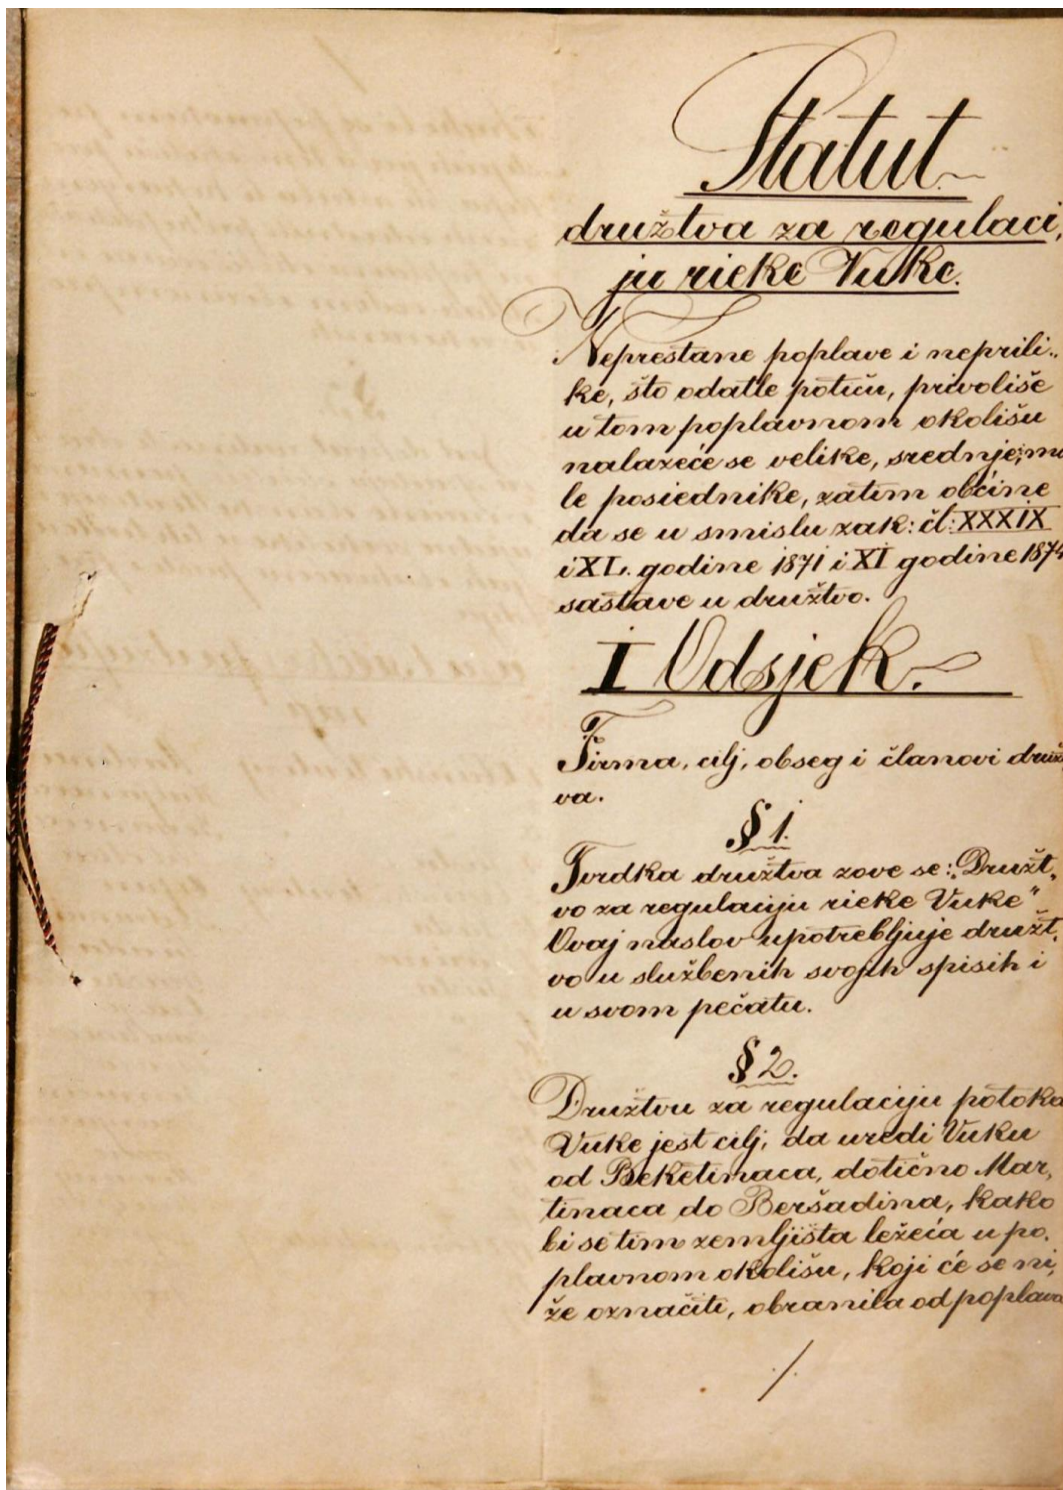 Statut
družtva za regulaci,
ju rieke Vuke.
Neprestane poplave i neprili..
ke, što odatle potiču, privoliše
u tom poplavnom okolišu
nalazeće se velike, srednje, ma
le posiednike, zatim obćine
da se u smislu zak: čl: XXXIX
i XL. godine 1871 i XI godine 1874
sastave u družtvo.
I Odsjek.
Firma, cilj, obseg i članovi družt
va.
§ 1.
Tvrdka družtva zove se: „Družt,
vo za regulaciju rieke Vuke"
Ovaj naslov upotrebljuje družt,
vo u službenih svojih spisih i
u svom pečatu.
§ 2.
Družtvu za regulaciju potoka
Vuke jest cilj, da uredi Vuku
od Beketinaca, dotično Mar,
tinaca do Beršadina, kako
bi se tim zemljišta ležeća u po,
plavnom okolišu, koji će se ni,
že označiti, obranila od poplava
./.